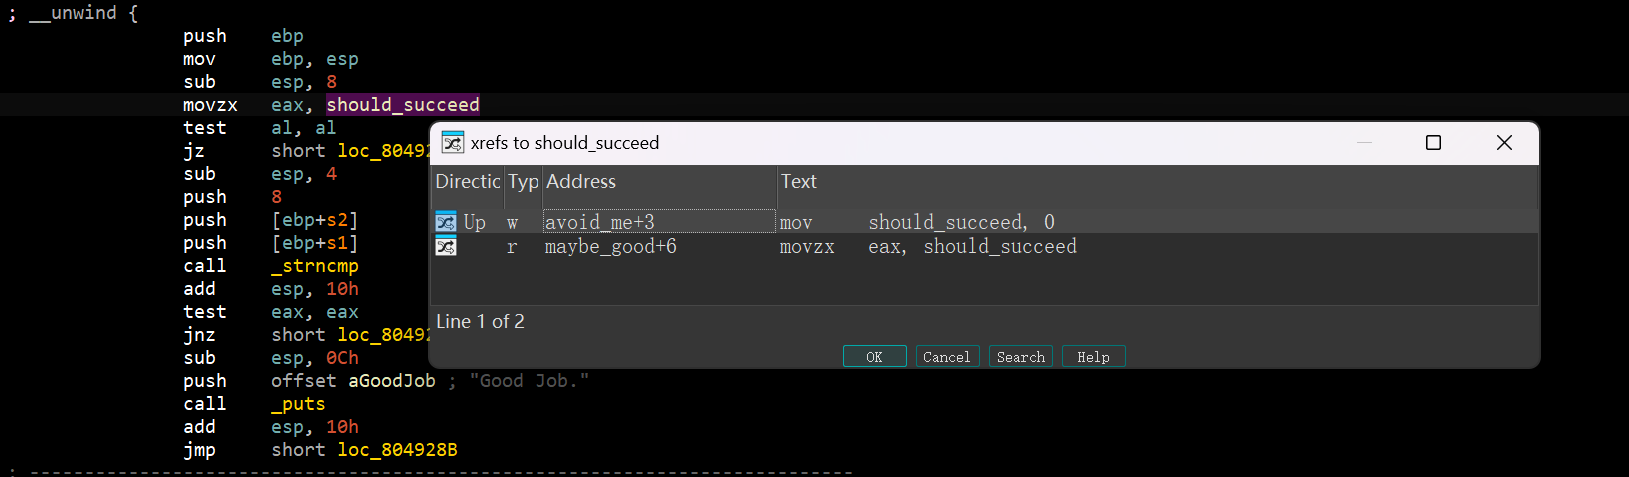 ; __unwind {
push ebp
mov ebp, esp
sub esp, 8
movzx eax, should_succeed
test al, al
jz short loc_8049
sub esp, 4
push 8
push [ebp+s2]
push [ebp+s1]
call _strncmp
add esp, 10h
test eax, eax
jnz short loc_8049
sub esp, 0Ch
push offset aGoodJob ; "Good Job."
call _puts
add esp, 10h
jmp short loc_804928B
; ---------------------------------------------------------------------------
xrefs to should_succeed
Directic Typ Address Text
Up w avoid_me+3 mov should_succeed, 0
r maybe_good+6 movzx eax, should_succeed
Line 1 of 2
OK Cancel Search Help